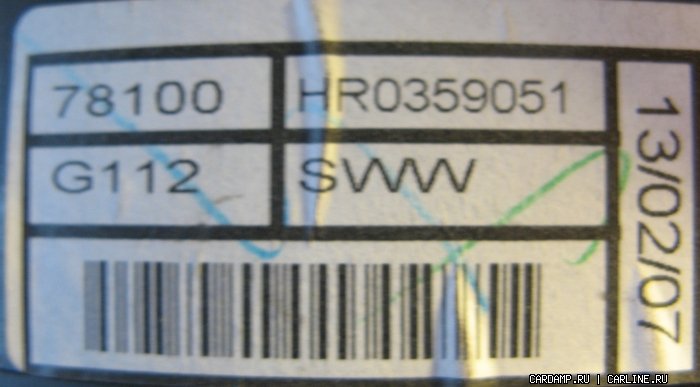 78100 HR0359051
G112 SWW
13/02/07
CARDAMP.RU | CARLINE.RU